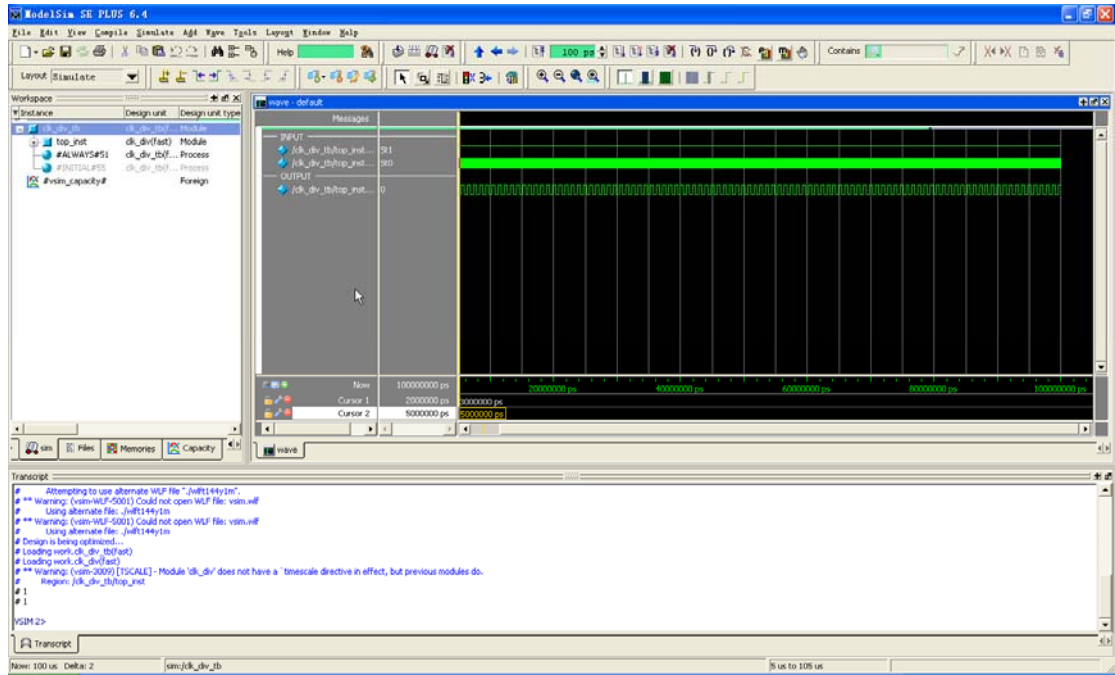 ModelSim SE PLUS 6.4
File Edit View Compile Simulate Add Wave Tools Layout Window Help
Help 100 ps Contains
Layout Simulate
Workspace
Instance Design unit Design unit type
clk_div_tb clk_div_tb(f... Module
top_inst clk_div(fast) Module
#ALWAYS#51 clk_div_tb(f... Process
#INITIAL#55 clk_div_tb(f... Process
#vsim_capacity# Foreign
sim Files Memories Capacity
wave - default
Messages
INPUT
/clk_div_tb/top_inst... St1
/clk_div_tb/top_inst... St0
OUTPUT
/clk_div_tb/top_inst... 0
Now 100000000 ps 20000000 ps 40000000 ps 60000000 ps 80000000 ps 100000000 ps
Cursor 1 2000000 ps
Cursor 2 5000000 ps 5000000 ps
wave
Transcript
# Attempting to use alternate WLF file "./wlft144y1m".
# ** Warning: (vsim-WLF-5001) Could not open WLF file: vsim.wlf
# Using alternate file: ./wlft144y1m
# ** Warning: (vsim-WLF-5001) Could not open WLF file: vsim.wlf
# Using alternate file: ./wlft144y1m
# Design is being optimized...
# Loading work.clk_div_tb(fast)
# Loading work.clk_div(fast)
# ** Warning: (vsim-3009) [TSCALE] - Module 'clk_div' does not have a `timescale directive in effect, but previous modules do.
# Region: /clk_div_tb/top_inst
# 1
# 1
VSIM 2>
Transcript
Now: 100 us Delta: 2 sim:/clk_div_tb 5 us to 105 us